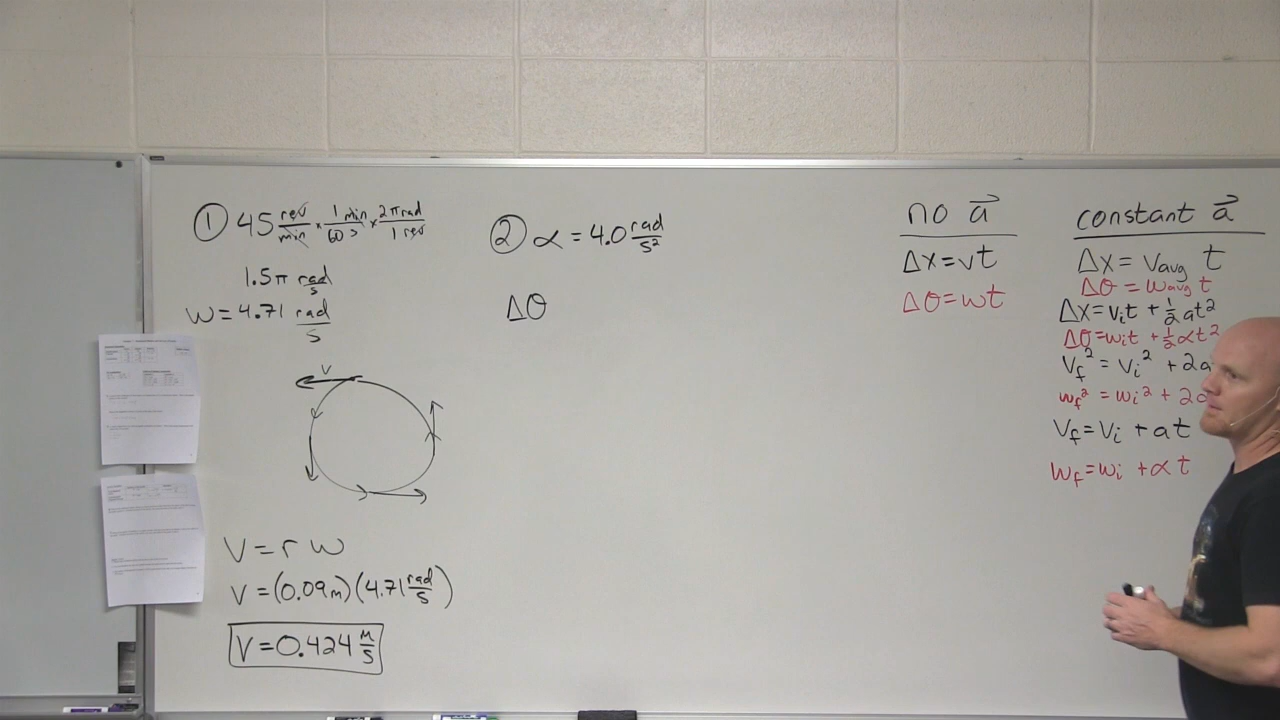 ① 45 rev/min × 1 min/60 s × 2π rad/1 rev
1.5π rad/s
ω = 4.71 rad/s
v
V = r ω
V = (0.09m)(4.71 rad/s)
V = 0.424 m/s
② α = 4.0 rad/s²
Δθ
no a⃗
Δx = vt
Δθ = ωt
constant a⃗
Δx = Vavg t
Δθ = ωavg t
Δx = Vit + ½at²
Δθ = ωit + ½αt²
Vf² = Vi² + 2a
ωf² = ωi² + 2
Vf = Vi + at
ωf = ωi + αt